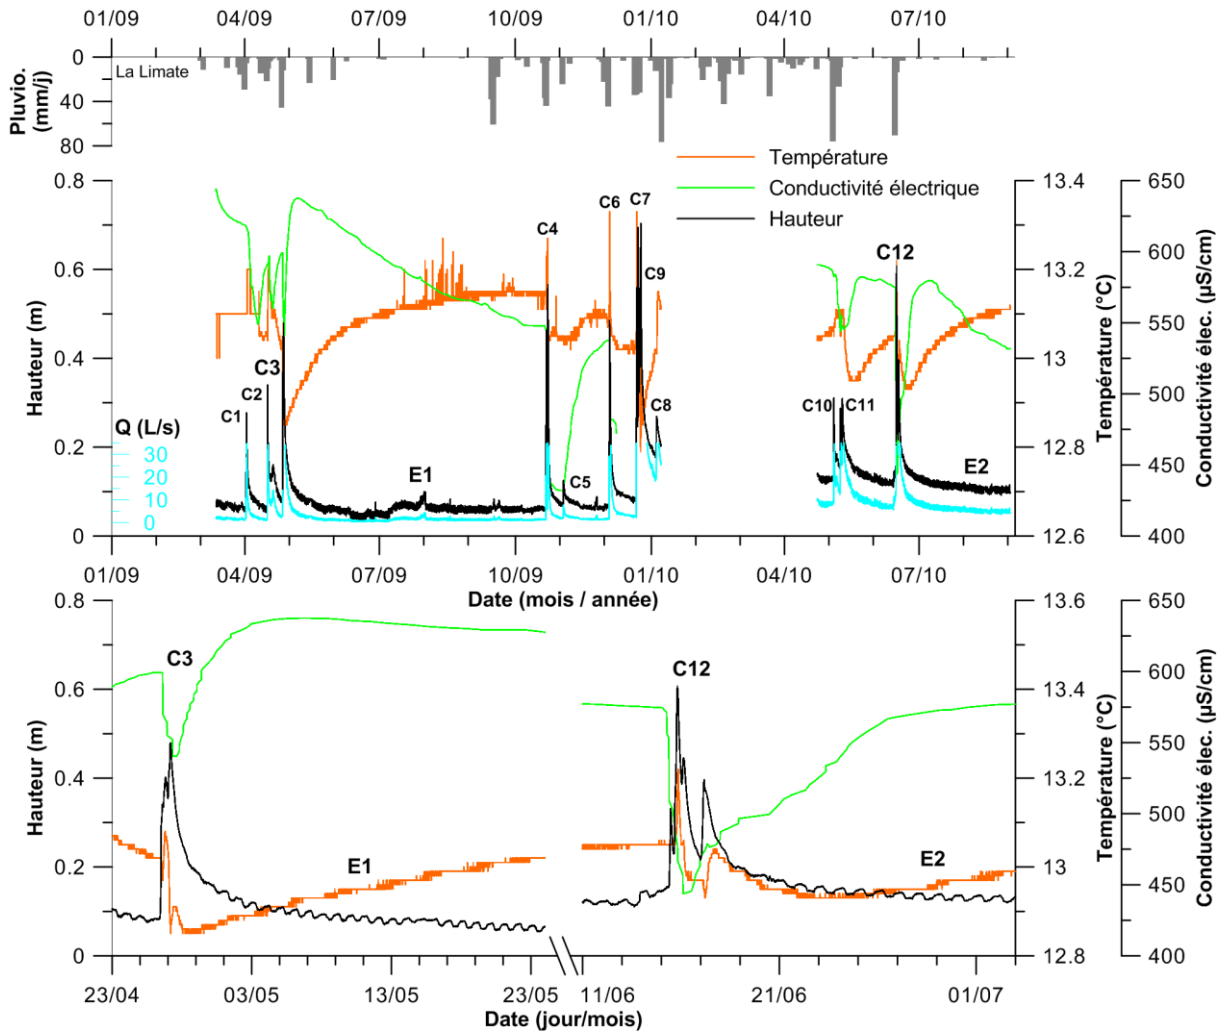 01/09 04/09 07/09 10/09 01/10 04/10 07/10
Pluvio. (mm/j)
0
40
80
La Limate
Température
Conductivité électrique
Hauteur
Hauteur (m)
0.8
0.6
0.4
0.2
0
Q (L/s)
30
20
10
0
C1
C2
C3
C4
C5
C6
C7
C8
C9
C10
C11
C12
E1
E2
13.4
13.2
13
12.8
12.6
Température (°C)
650
600
550
500
450
400
Conductivité élec. (µS/cm)
01/09 04/09 07/09 10/09 01/10 04/10 07/10
Date (mois / année)
Hauteur (m)
0.8
0.6
0.4
0.2
0
C3
E1
C12
E2
13.6
13.4
13.2
13
12.8
Température (°C)
650
600
550
500
450
400
Conductivité élec. (µS/cm)
23/04 03/05 13/05 23/05 11/06 21/06 01/07
Date (jour/mois)